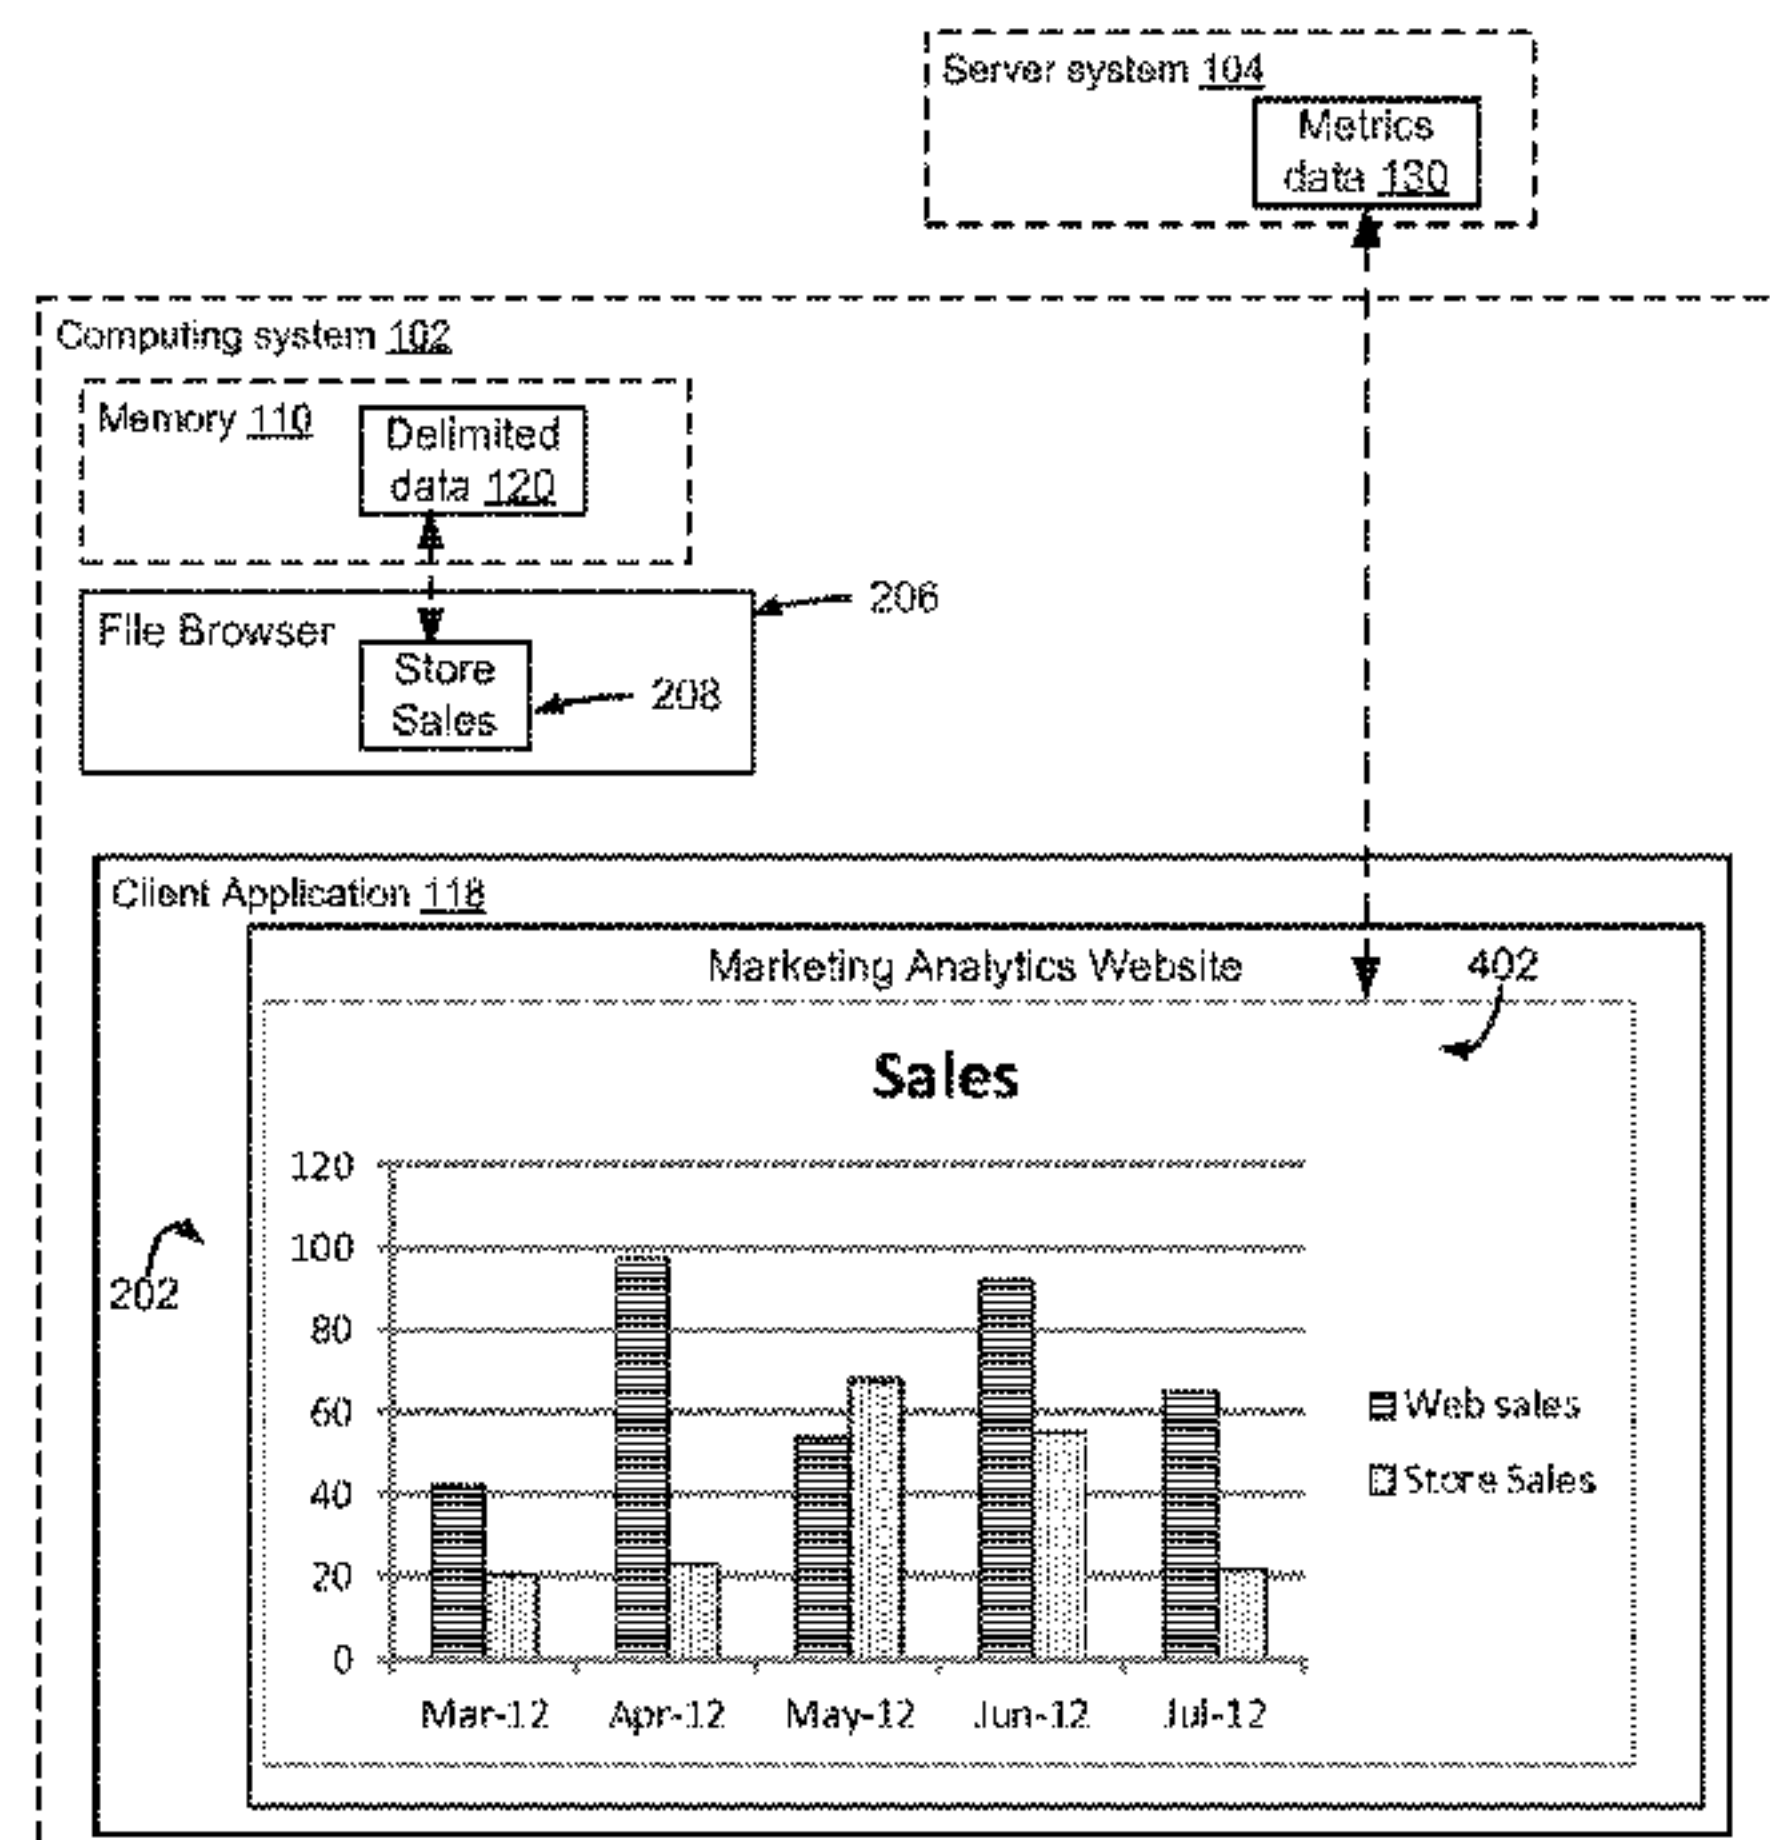 Server system 104
Metrics
data 130
Computing system 102
Memory 110
Delimited
data 120
206
File Browser
Store
Sales
208
Client Application 118
Marketing Analytics Website
402
Sales
120
100
80
60
40
20
0
202
Web sales
Store Sales
Mar-12 Apr-12 May-12 Jun-12 Jul-12